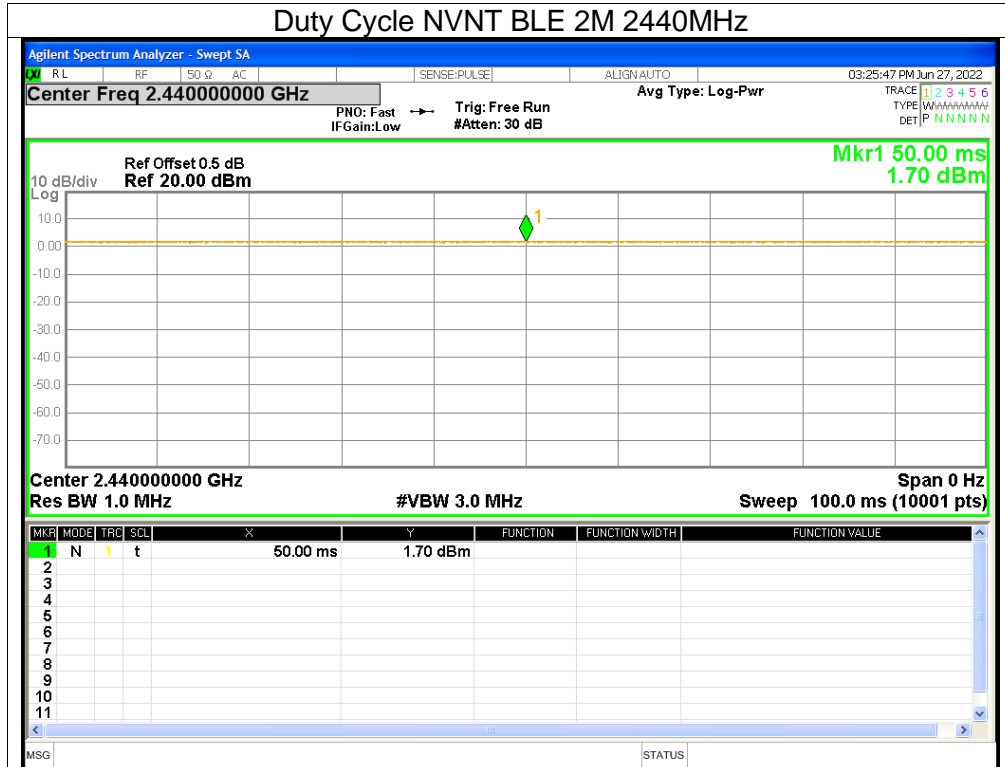 Duty Cycle NVNT BLE 2M 2440MHz
Agilent Spectrum Analyzer - Swept SA
LXI RL RF 50 Ω AC SENSE:PULSE ALIGN AUTO 03:25:47 PM Jun 27, 2022
Center Freq 2.440000000 GHz Avg Type: Log-Pwr TRACE 1 2 3 4 5 6
PNO: Fast Trig: Free Run TYPE
IFGain:Low #Atten: 30 dB DET P N N N N N
Mkr1 50.00 ms
Ref Offset 0.5 dB
10 dB/div Ref 20.00 dBm 1.70 dBm
Log
10.0
1
0.00
-10.0
-20.0
-30.0
-40.0
-50.0
-60.0
-70.0
Center 2.440000000 GHz Span 0 Hz
Res BW 1.0 MHz #VBW 3.0 MHz Sweep 100.0 ms (10001 pts)
MKR MODE TRC SCL X Y FUNCTION FUNCTION WIDTH FUNCTION VALUE
1 N 1 t 50.00 ms 1.70 dBm
2
3
4
5
6
7
8
9
10
11
MSG STATUS